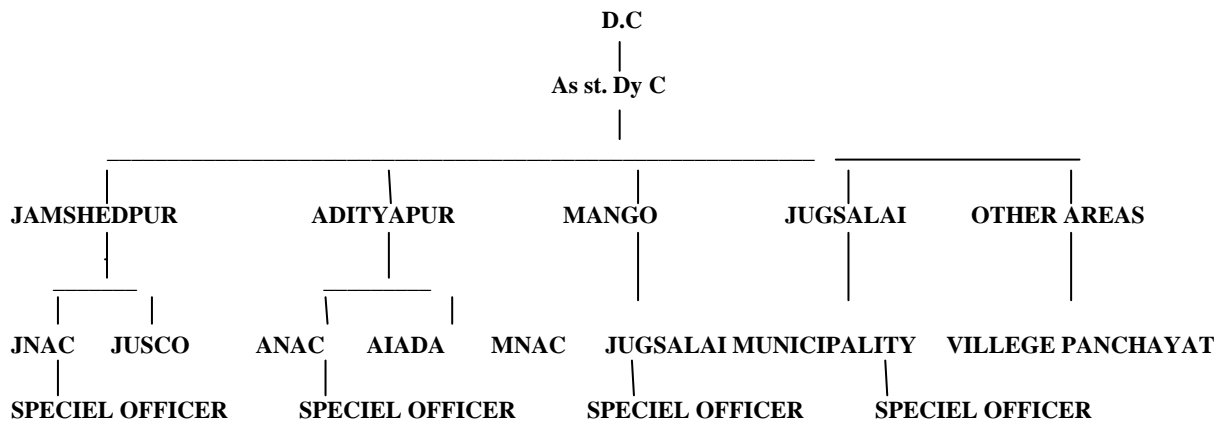 D.C
As st. Dy C
JAMSHEDPUR ADITYAPUR MANGO JUGSALAI OTHER AREAS
JNAC JUSCO ANAC AIADA MNAC JUGSALAI MUNICIPALITY VILLEGE PANCHAYAT
SPECIEL OFFICER SPECIEL OFFICER SPECIEL OFFICER SPECIEL OFFICER